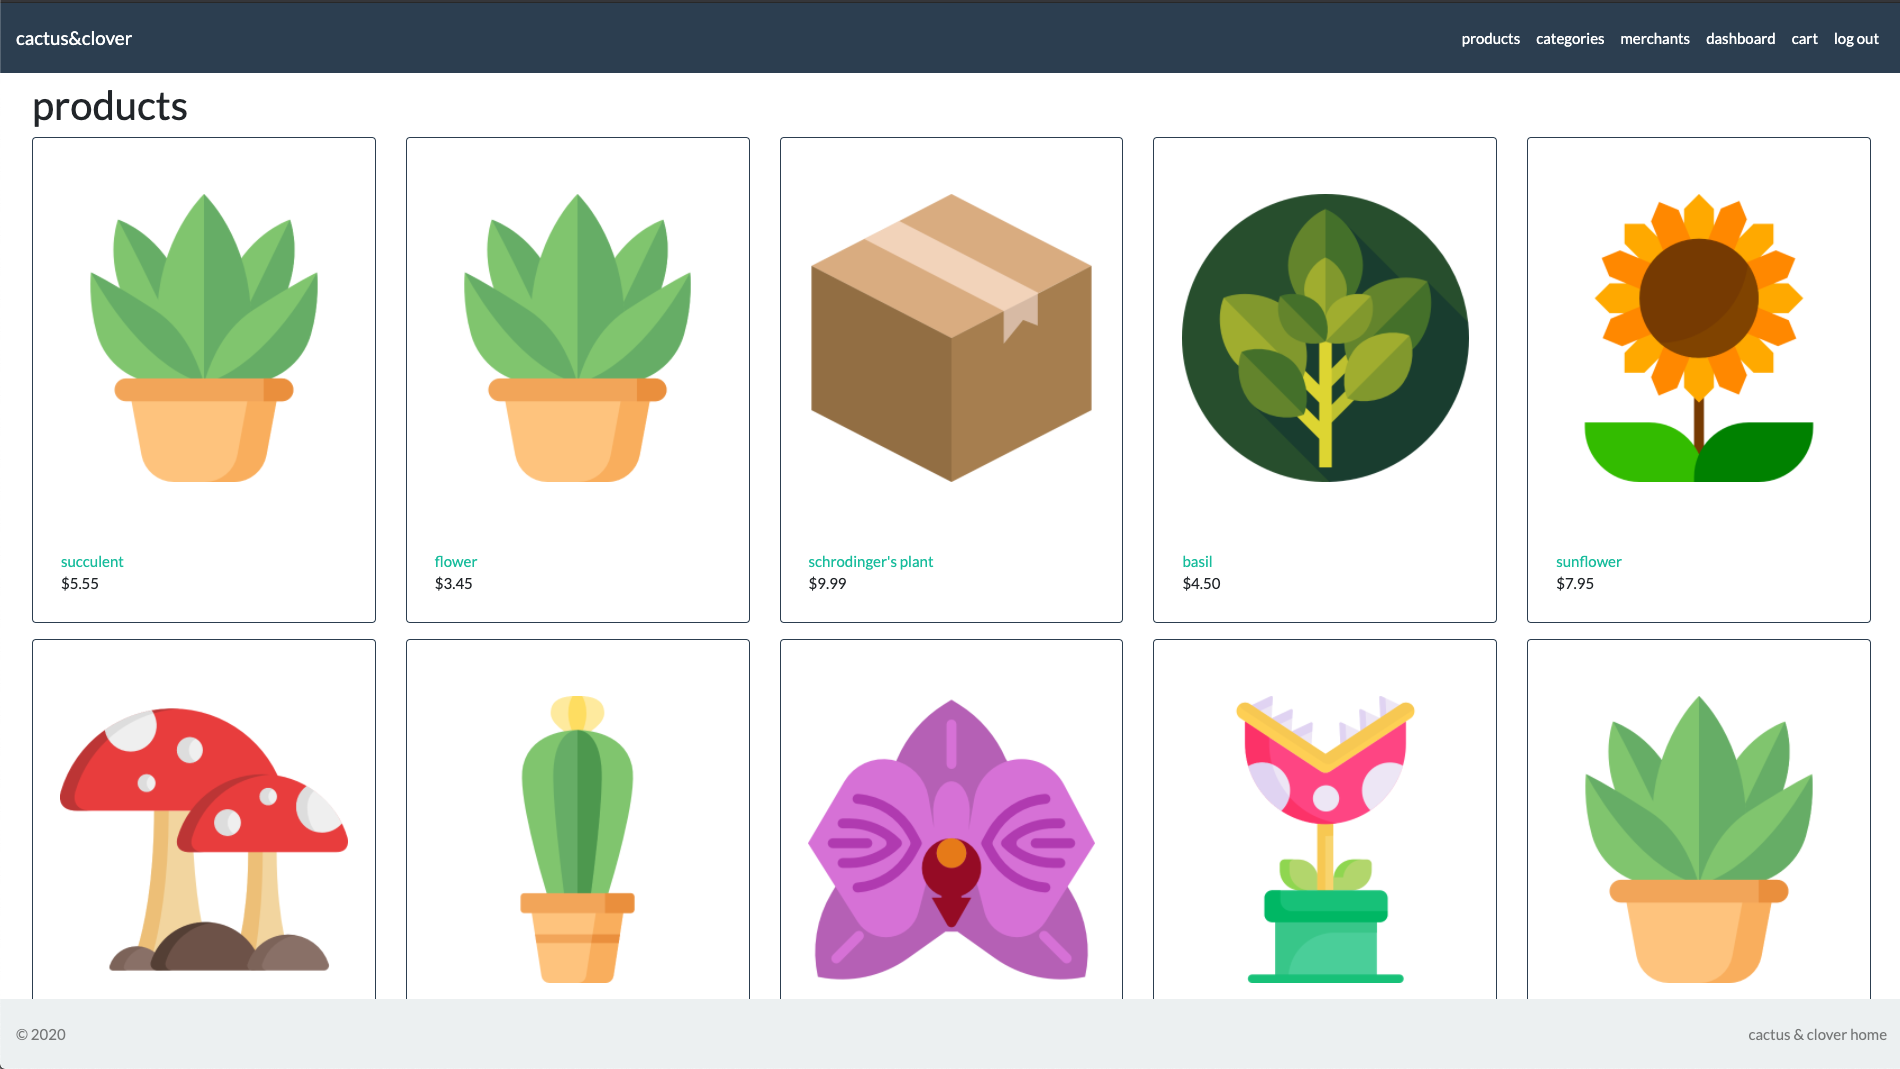 cactus&clover
products categories merchants dashboard cart log out
products
succulent
$5.55
flower
$3.45
schrodinger's plant
$9.99
basil
$4.50
sunflower
$7.95
© 2020
cactus & clover home